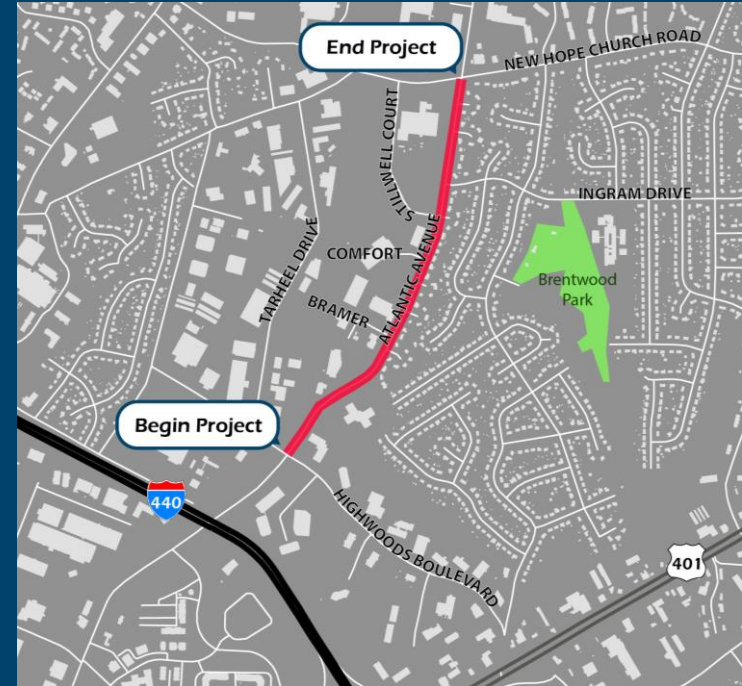 End Project
NEW HOPE CHURCH ROAD
STILLWELL COURT
INGRAM DRIVE
TARHEEL DRIVE
COMFORT
ATLANTIC AVENUE
Brentwood
Park
BRAMER
Begin Project
440
HIGHWOODS BOULEVARD
401